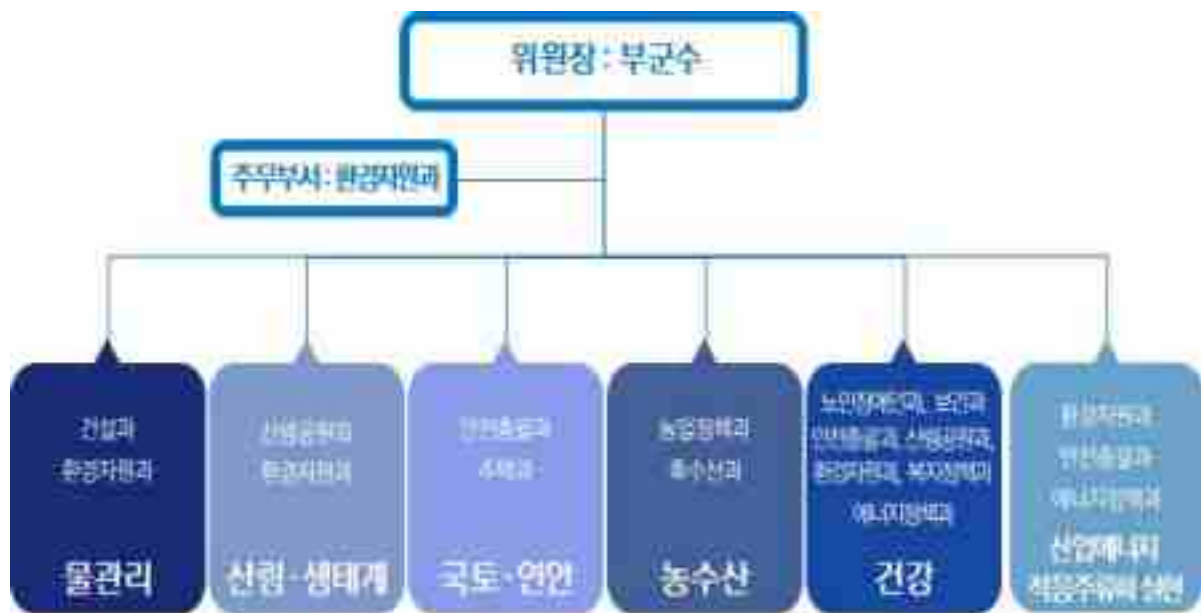 위원장 : 부군수
주무부서 : 환경자원과
건설과
환경자원과
물관리
산림공원과
환경자원과
산림·생태계
안전총괄과
주택과
국토·연안
농업정책과
축수산과
농수산
노인장애인과, 보건과
안전총괄과, 산림공원과,
환경자원과, 복지정책과
에너지정책과
건강
환경자원과
안전총괄과
에너지정책과
산업에너지
적응주류화 실현